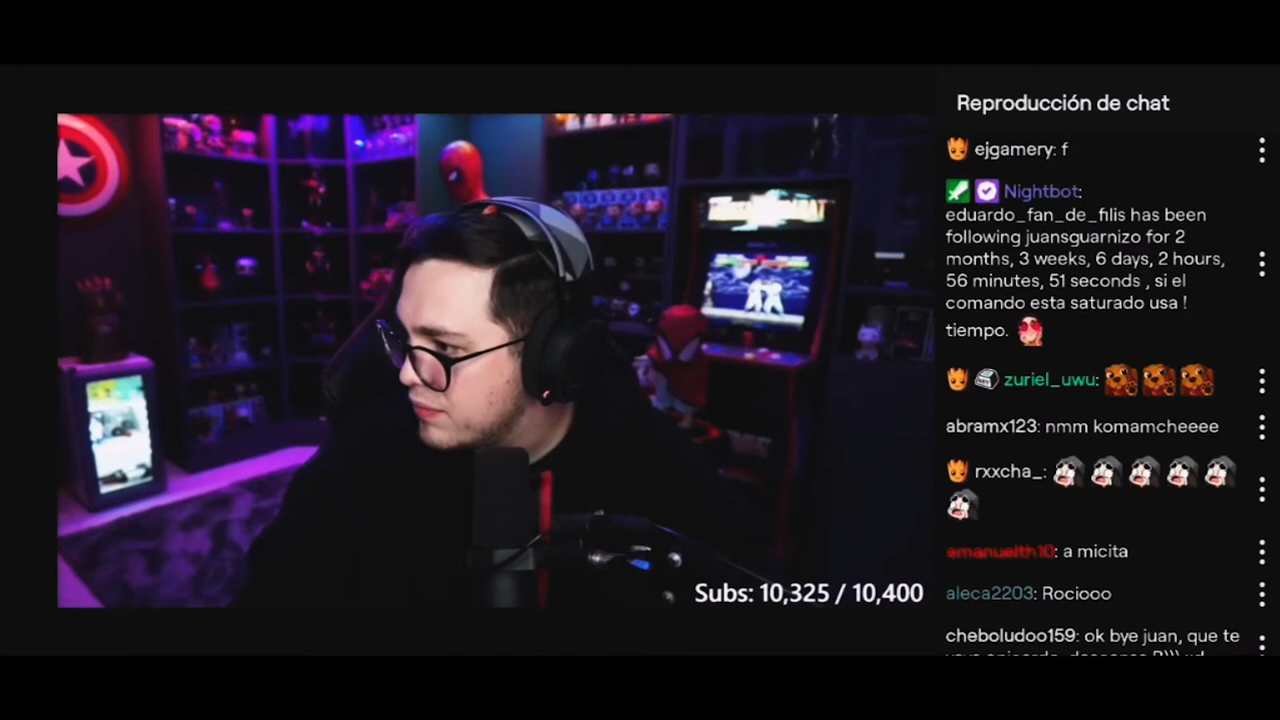 Reproducción de chat
ejgamery: f
Nightbot:
eduardo_fan_de_filis has been
following juansguarnizo for 2
months, 3 weeks, 6 days, 2 hours,
56 minutes, 51 seconds , si el
comando esta saturado usa !
tiempo.
zuriel_uwu:
abramx123: nmm komamcheeee
rxxcha_:
emanuelth10: a micita
aleca2203: Rociooo
cheboludoo159: ok bye juan, que te
Subs: 10,325 / 10,400